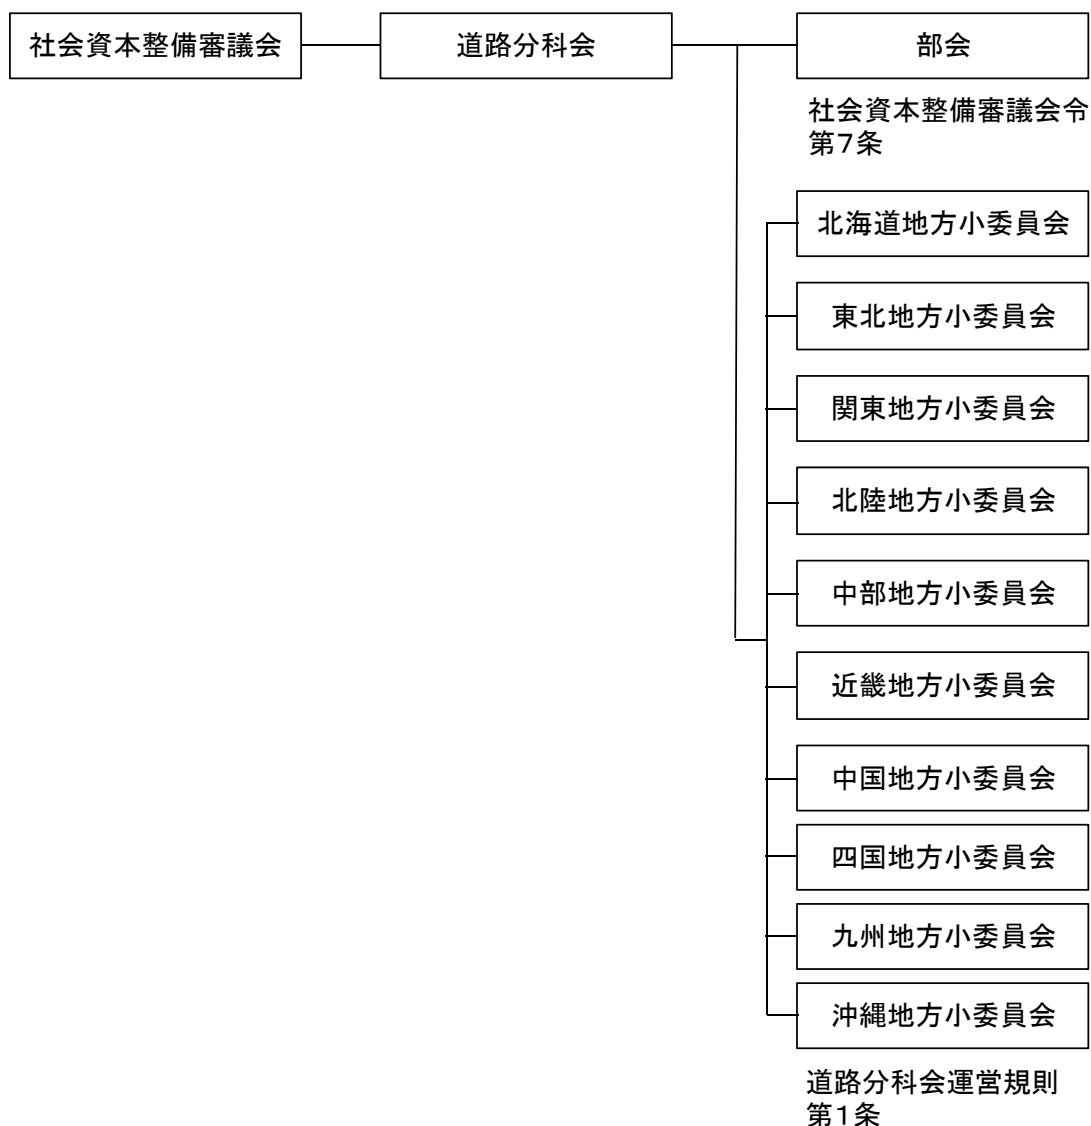 社会資本整備審議会
道路分科会
部会
社会資本整備審議会令
第7条
北海道地方小委員会
東北地方小委員会
関東地方小委員会
北陸地方小委員会
中部地方小委員会
近畿地方小委員会
中国地方小委員会
四国地方小委員会
九州地方小委員会
沖縄地方小委員会
道路分科会運営規則
第1条